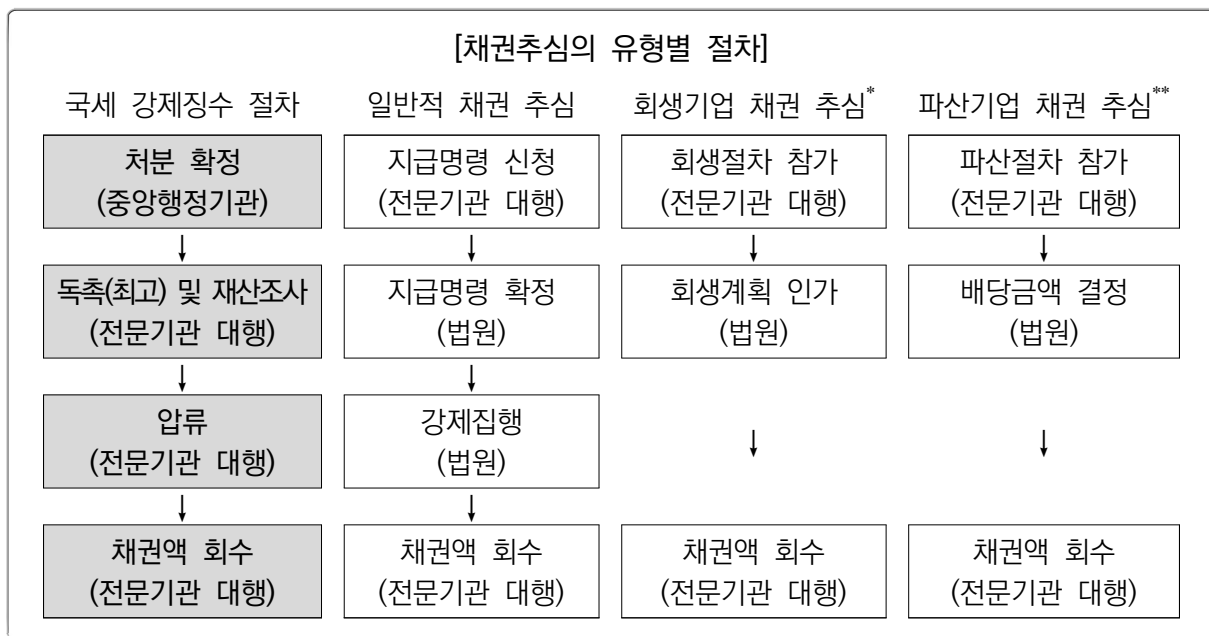 [채권추심의 유형별 절차]
국세 강제징수 절차
일반적 채권 추심
회생기업 채권 추심*
파산기업 채권 추심**
처분 확정
(중앙행정기관)
지급명령 신청
(전문기관 대행)
회생절차 참가
(전문기관 대행)
파산절차 참가
(전문기관 대행)
독촉(최고) 및 재산조사
(전문기관 대행)
지급명령 확정
(법원)
회생계획 인가
(법원)
배당금액 결정
(법원)
압류
(전문기관 대행)
강제집행
(법원)
채권액 회수
(전문기관 대행)
채권액 회수
(전문기관 대행)
채권액 회수
(전문기관 대행)
채권액 회수
(전문기관 대행)